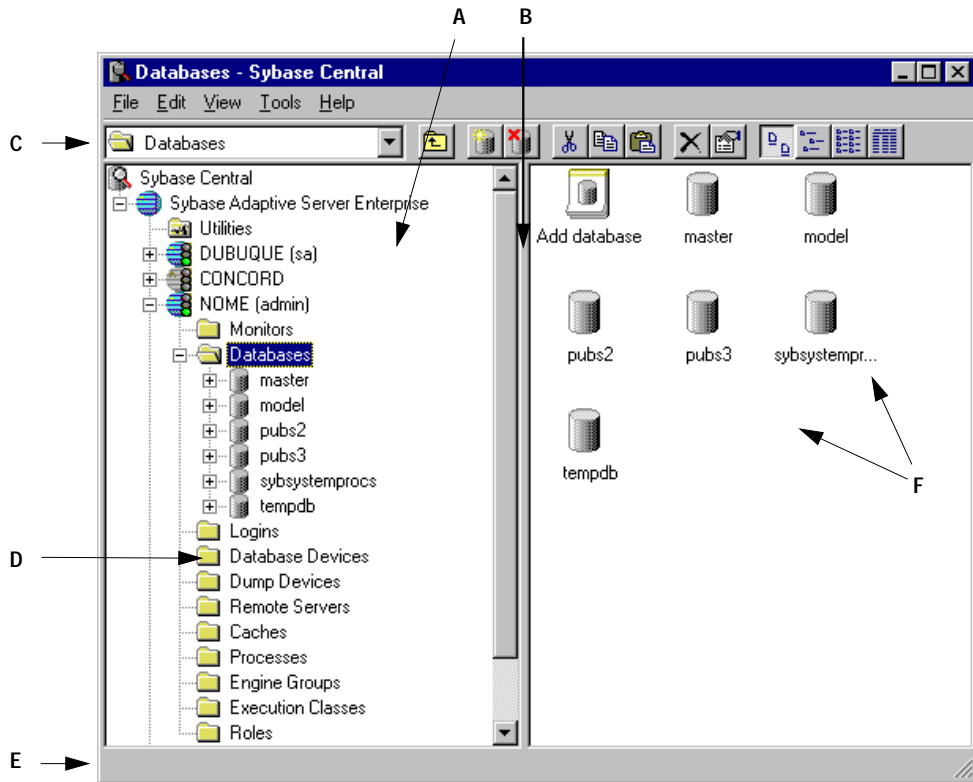 A B
Databases - Sybase Central
File Edit View Tools Help
C
Databases
Sybase Central
Sybase Adaptive Server Enterprise
Utilities
DUBUQUE (sa)
CONCORD
NOME (admin)
Monitors
Databases
master
model
pubs2
pubs3
sybsystemprocs
tempdb
Logins
D
Database Devices
Dump Devices
Remote Servers
Caches
Processes
Engine Groups
Execution Classes
Roles
Add database master model
pubs2 pubs3 sybsystempr...
tempdb
F
E